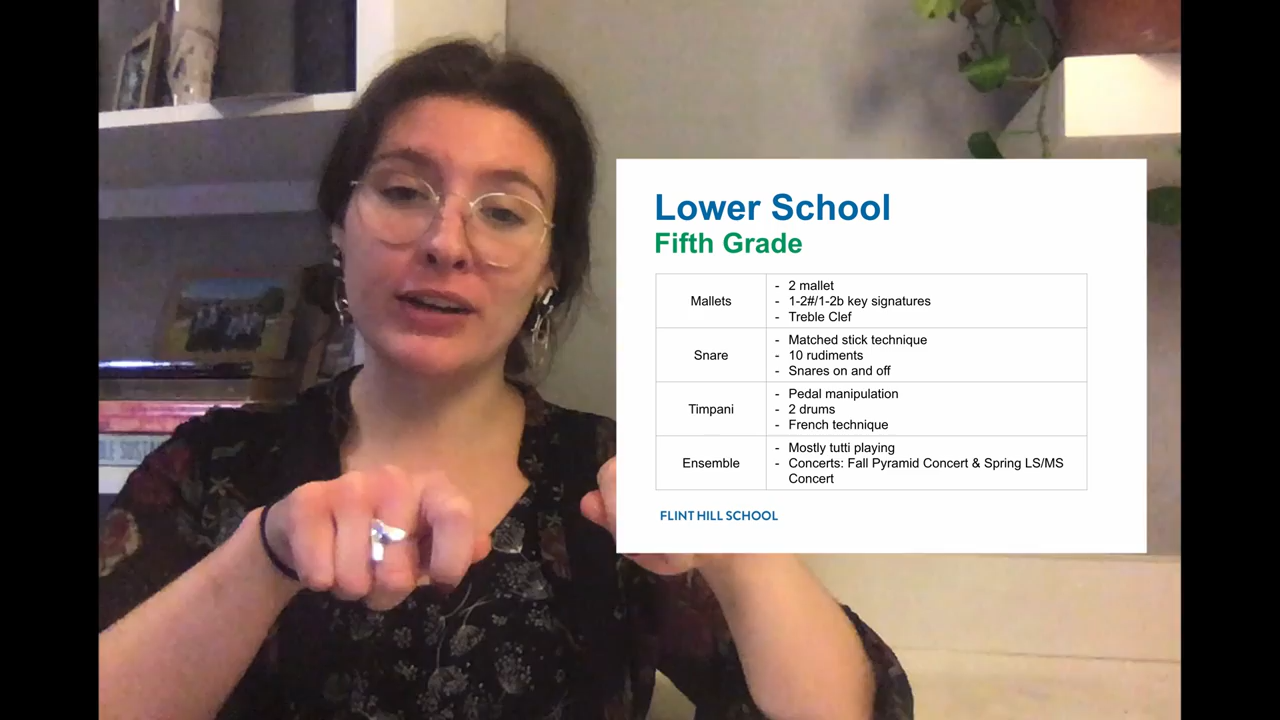 Lower School
Fifth Grade
Mallets
- 2 mallet
- 1-2#/1-2b key signatures
- Treble Clef
Snare
- Matched stick technique
- 10 rudiments
- Snares on and off
Timpani
- Pedal manipulation
- 2 drums
- French technique
Ensemble
- Mostly tutti playing
- Concerts: Fall Pyramid Concert & Spring LS/MS
Concert
FLINT HILL SCHOOL